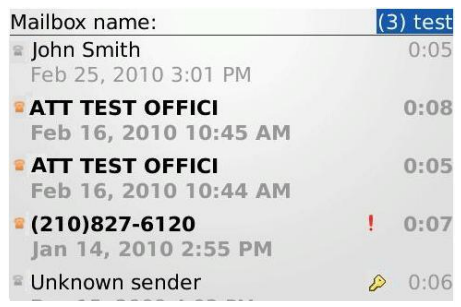 Mailbox name: (3) test
John Smith 0:05
Feb 25, 2010 3:01 PM
ATT TEST OFFICI 0:08
Feb 16, 2010 10:45 AM
ATT TEST OFFICI 0:05
Feb 16, 2010 10:44 AM
(210)827-6120 ! 0:07
Jan 14, 2010 2:55 PM
Unknown sender 0:06